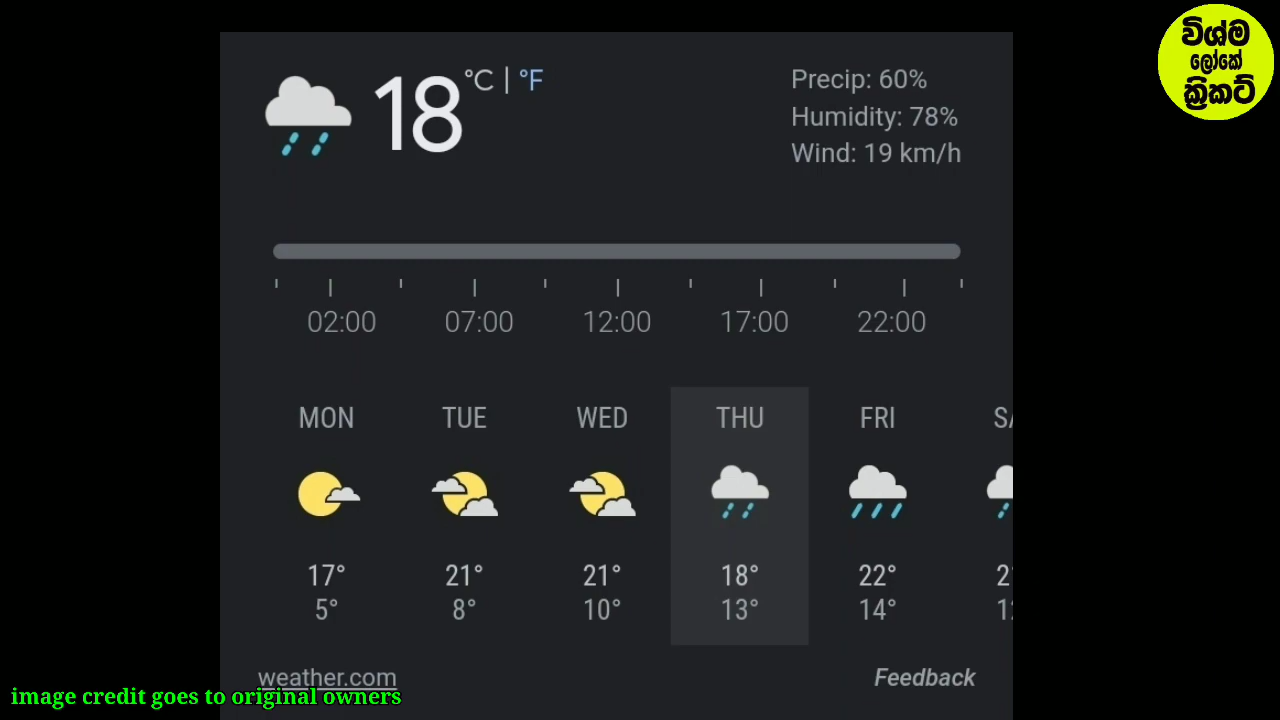 විශ්ම
ලෝකේ
ක්‍රිකට්
18 °C | °F
Precip: 60%
Humidity: 78%
Wind: 19 km/h
02:00 07:00 12:00 17:00 22:00
MON TUE WED THU FRI
17° 21° 21° 18° 22°
5° 8° 10° 13° 14°
weather.com Feedback
image credit goes to original owners